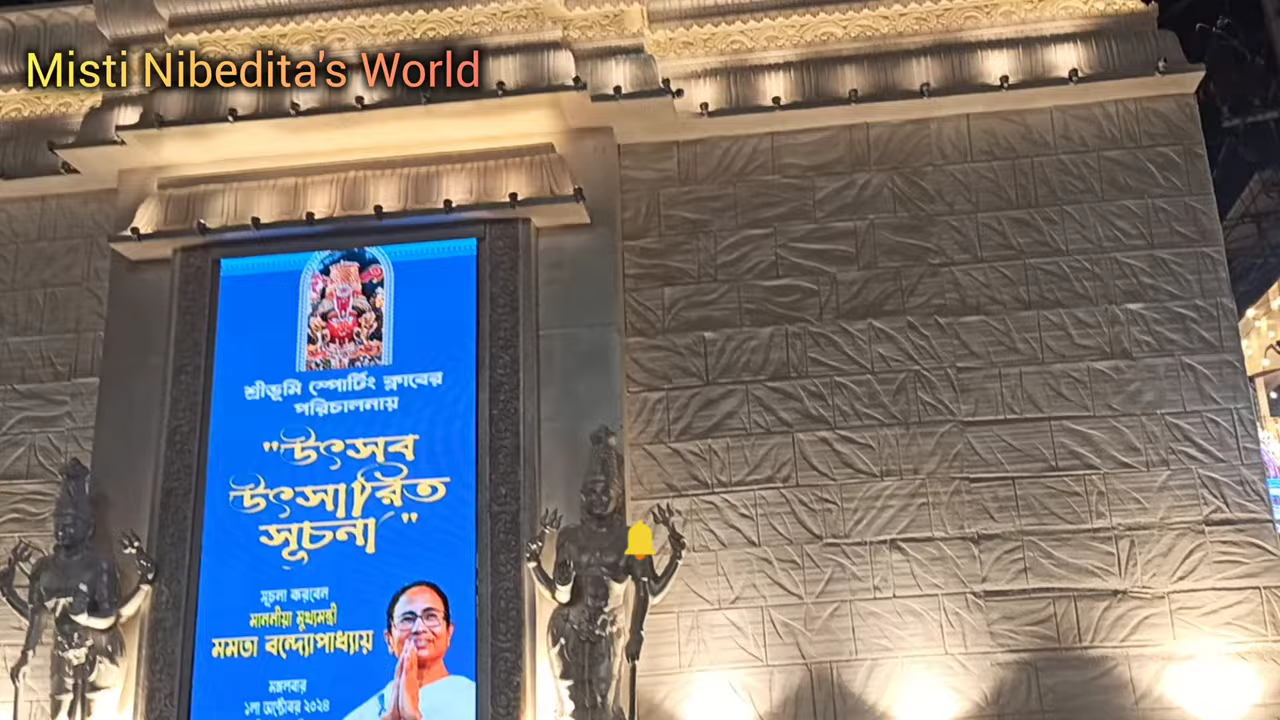 Misti Nibedita's World
শ্রীভূমি স্পোর্টিং ক্লাবের
পরিচালনায়
"উৎসব
উৎসারিত
সূচনা"
সূচনা করবেন
মাননীয়া মুখ্যমন্ত্রী
মমতা বন্দ্যোপাধ্যায়
মঙ্গলবার
১লা অক্টোবর ২০২৪